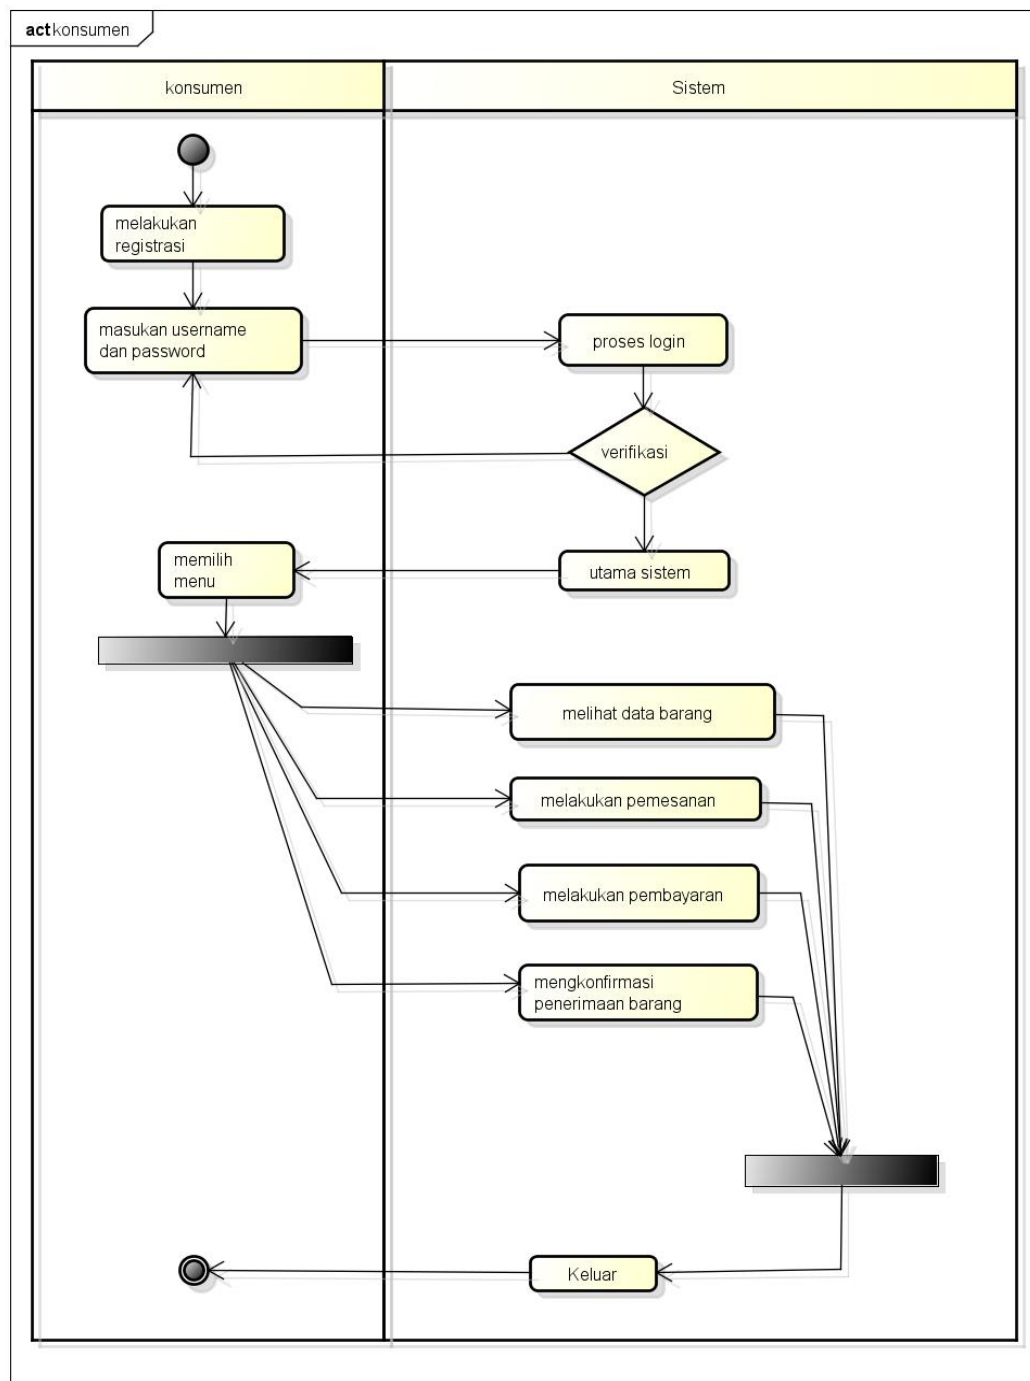 act konsumen
konsumen
Sistem
melakukan
registrasi
masukan username
dan password
proses login
verifikasi
utama sistem
memilih
menu
melihat data barang
melakukan pemesanan
melakukan pembayaran
mengkonfirmasi
penerimaan barang
Keluar